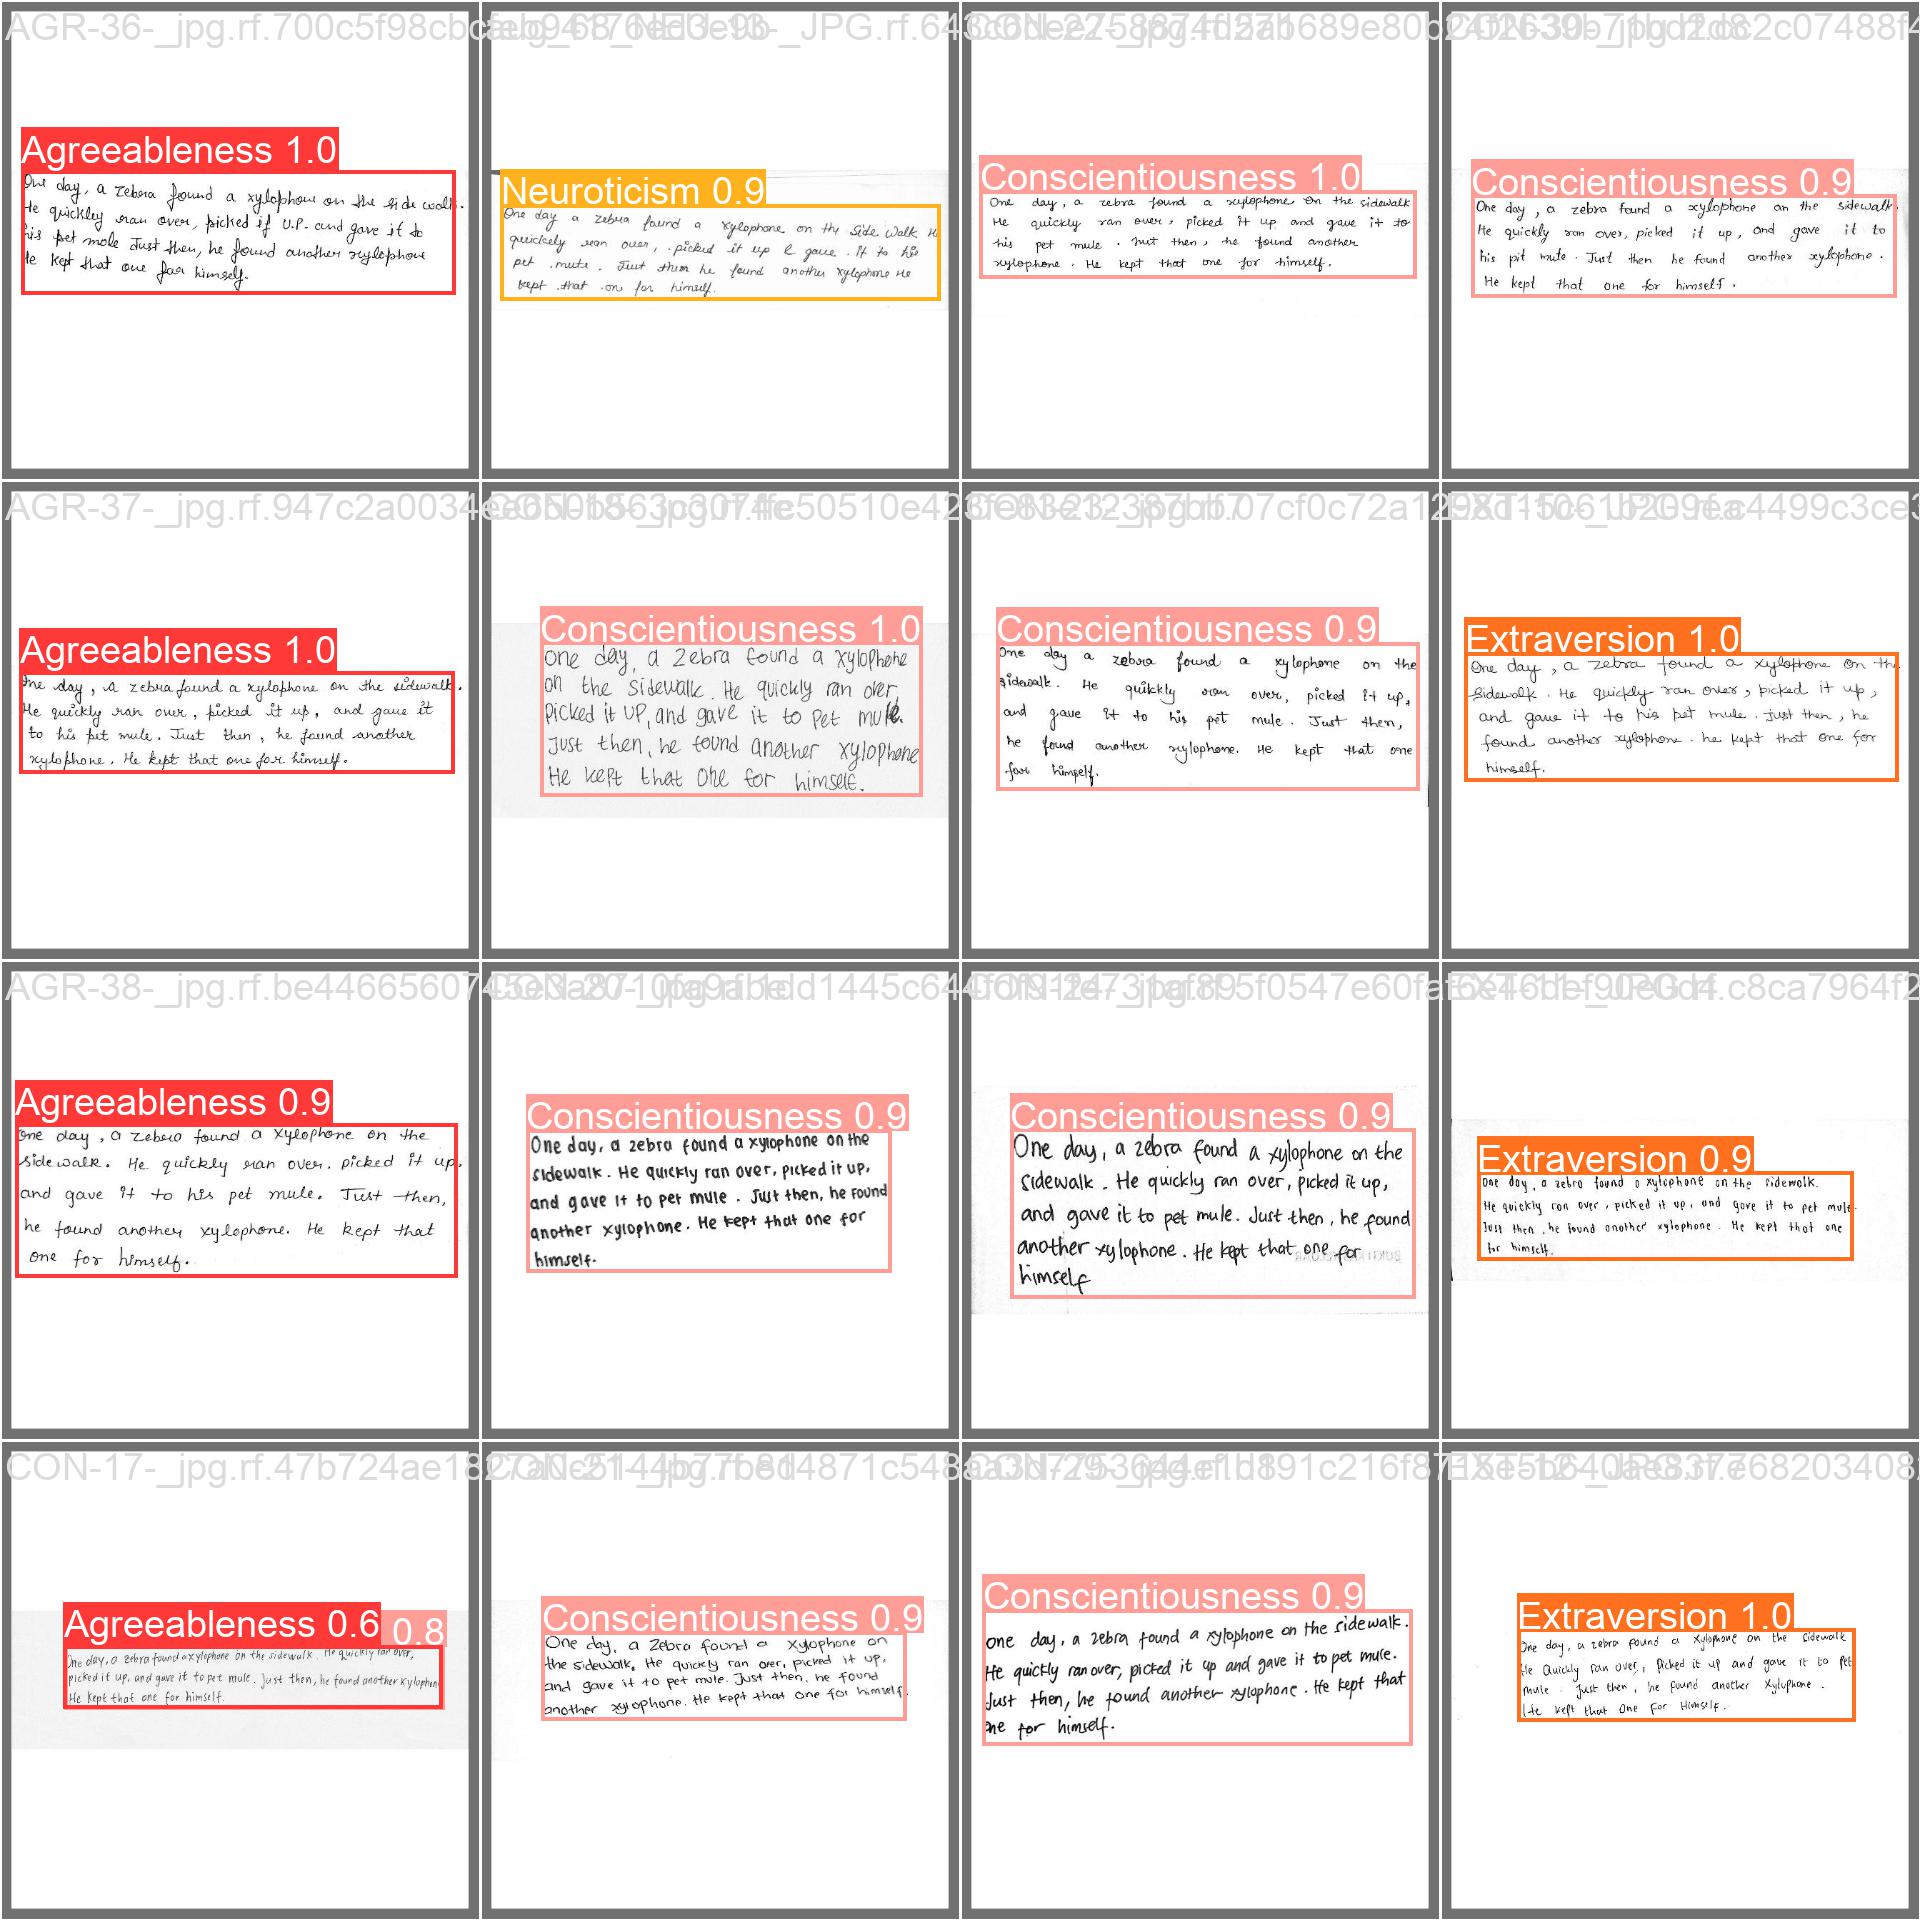 AGR-36-_jpg.rf.700c5f98cbc
Agreeableness 1.0
One day, a zebra found a xylophone on the side walk.
He quickly ran over, picked if U.P. and gave it to
his pet mole Just then, he found another xylophone
He kept that one for himself.
Neuroticism 0.9
One day a zebra found a xylophone on the Side Walk H
quickely ran over, . picked it up & gave . It to his
pet . mute . Just then he found another xylophone He
kept . that . on for himself.
Conscientiousness 1.0
One day, a zebra found a xylophone on the sidewalk
He quickly ran over, picked it up and gave it to
his pet mule . Just then, he found another
xylophone . He kept that one for himself.
Conscientiousness 0.9
One day, a zebra found a xylophone on the sidewalk.
He quickly ran over, picked it up, and gave it to
his pit mule . Just then he found another xylophone .
He kept that one for himself .
AGR-37-_jpg.rf.947c2a0034
Agreeableness 1.0
One day, a zebra found a xylophone on the sidewalk.
He quickly ran over, picked it up, and gave it
to his pet mule. Just then, he found another
xylophone. He kept that one for himself.
Conscientiousness 1.0
One day, a Zebra found a xylophone
on the sidewalk. He quickly ran over,
Picked it UP, and gave it to pet mule.
Just then, he found another xylophone
He kept that one for himself.
Conscientiousness 0.9
One day a zebra found a xylophone on the
sidewalk. He quikkly ran over, picked it up,
and gave it to his pet mule. Just then,
he found another xylophone. He kept that one
for himself.
Extraversion 1.0
One day, a zebra found a xylophone on the
Sidewalk. He quickly ran over, picked it up,
and gave it to his pet mule. just then, he
found another xylophone. he kept that one for
himself.
AGR-38-_jpg.rf.be44665607
Agreeableness 0.9
One day, a zebra found a xylophone on the
Side walk. He quickly ran over. picked it up.
and gave it to his pet mule. Just then,
he found another xylophone. He kept that
one for himself.
Conscientiousness 0.9
One day, a zebra found a xylophone on the
sidewalk. He quickly ran over, picked it up,
and gave it to pet mule. Just then, he found
another xylophone. He kept that one for
himself.
Conscientiousness 0.9
One day, a zebra found a xylophone on the
sidewalk. He quickly ran over, picked it up,
and gave it to pet mule. Just then, he found
another xylophone. He kept that one for
himself
Extraversion 0.9
One day, a zebra found a xylophone on the sidewalk.
He quickly ran over, picked it up, and gave it to pet mule.
Just then, he found another xylophone. He kept that one
for himself.
CON-17-_jpg.rf.47b724ae18
Agreeableness 0.6 0.8
One day, a zebra found a xylophone on the sidewalk. He quickly ran over,
picked it up, and gave it to pet mule. Just then, he found another xylophone
He kept that one for himself.
Conscientiousness 0.9
One day, a Zebra found a xylophone on
the sidewalk. He quickly ran over, picked it up,
and gave it to pet mule. Just then, he found
another xylophone. He kept that one for himself.
Conscientiousness 0.9
one day, a zebra found a xylophone on the sidewalk.
He quickly ran over, picked it up and gave it to pet mule.
Just then, he found another xylophone. He kept that
one for himself.
Extraversion 1.0
One day, a zebra found a xylophone on the sidewalk
He Quickly ran over, Picked it up and gave it to pet
mule. Just then, he found another Xylophone.
He kept that One For Himself.